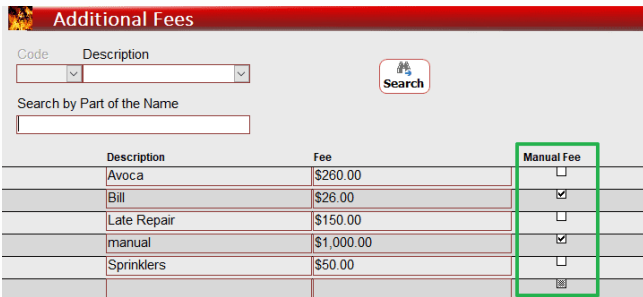 Additional Fees
Code Description
Search
Search by Part of the Name
Description Fee Manual Fee
Avoca $260.00
Bill $26.00
Late Repair $150.00
manual $1,000.00
Sprinklers $50.00